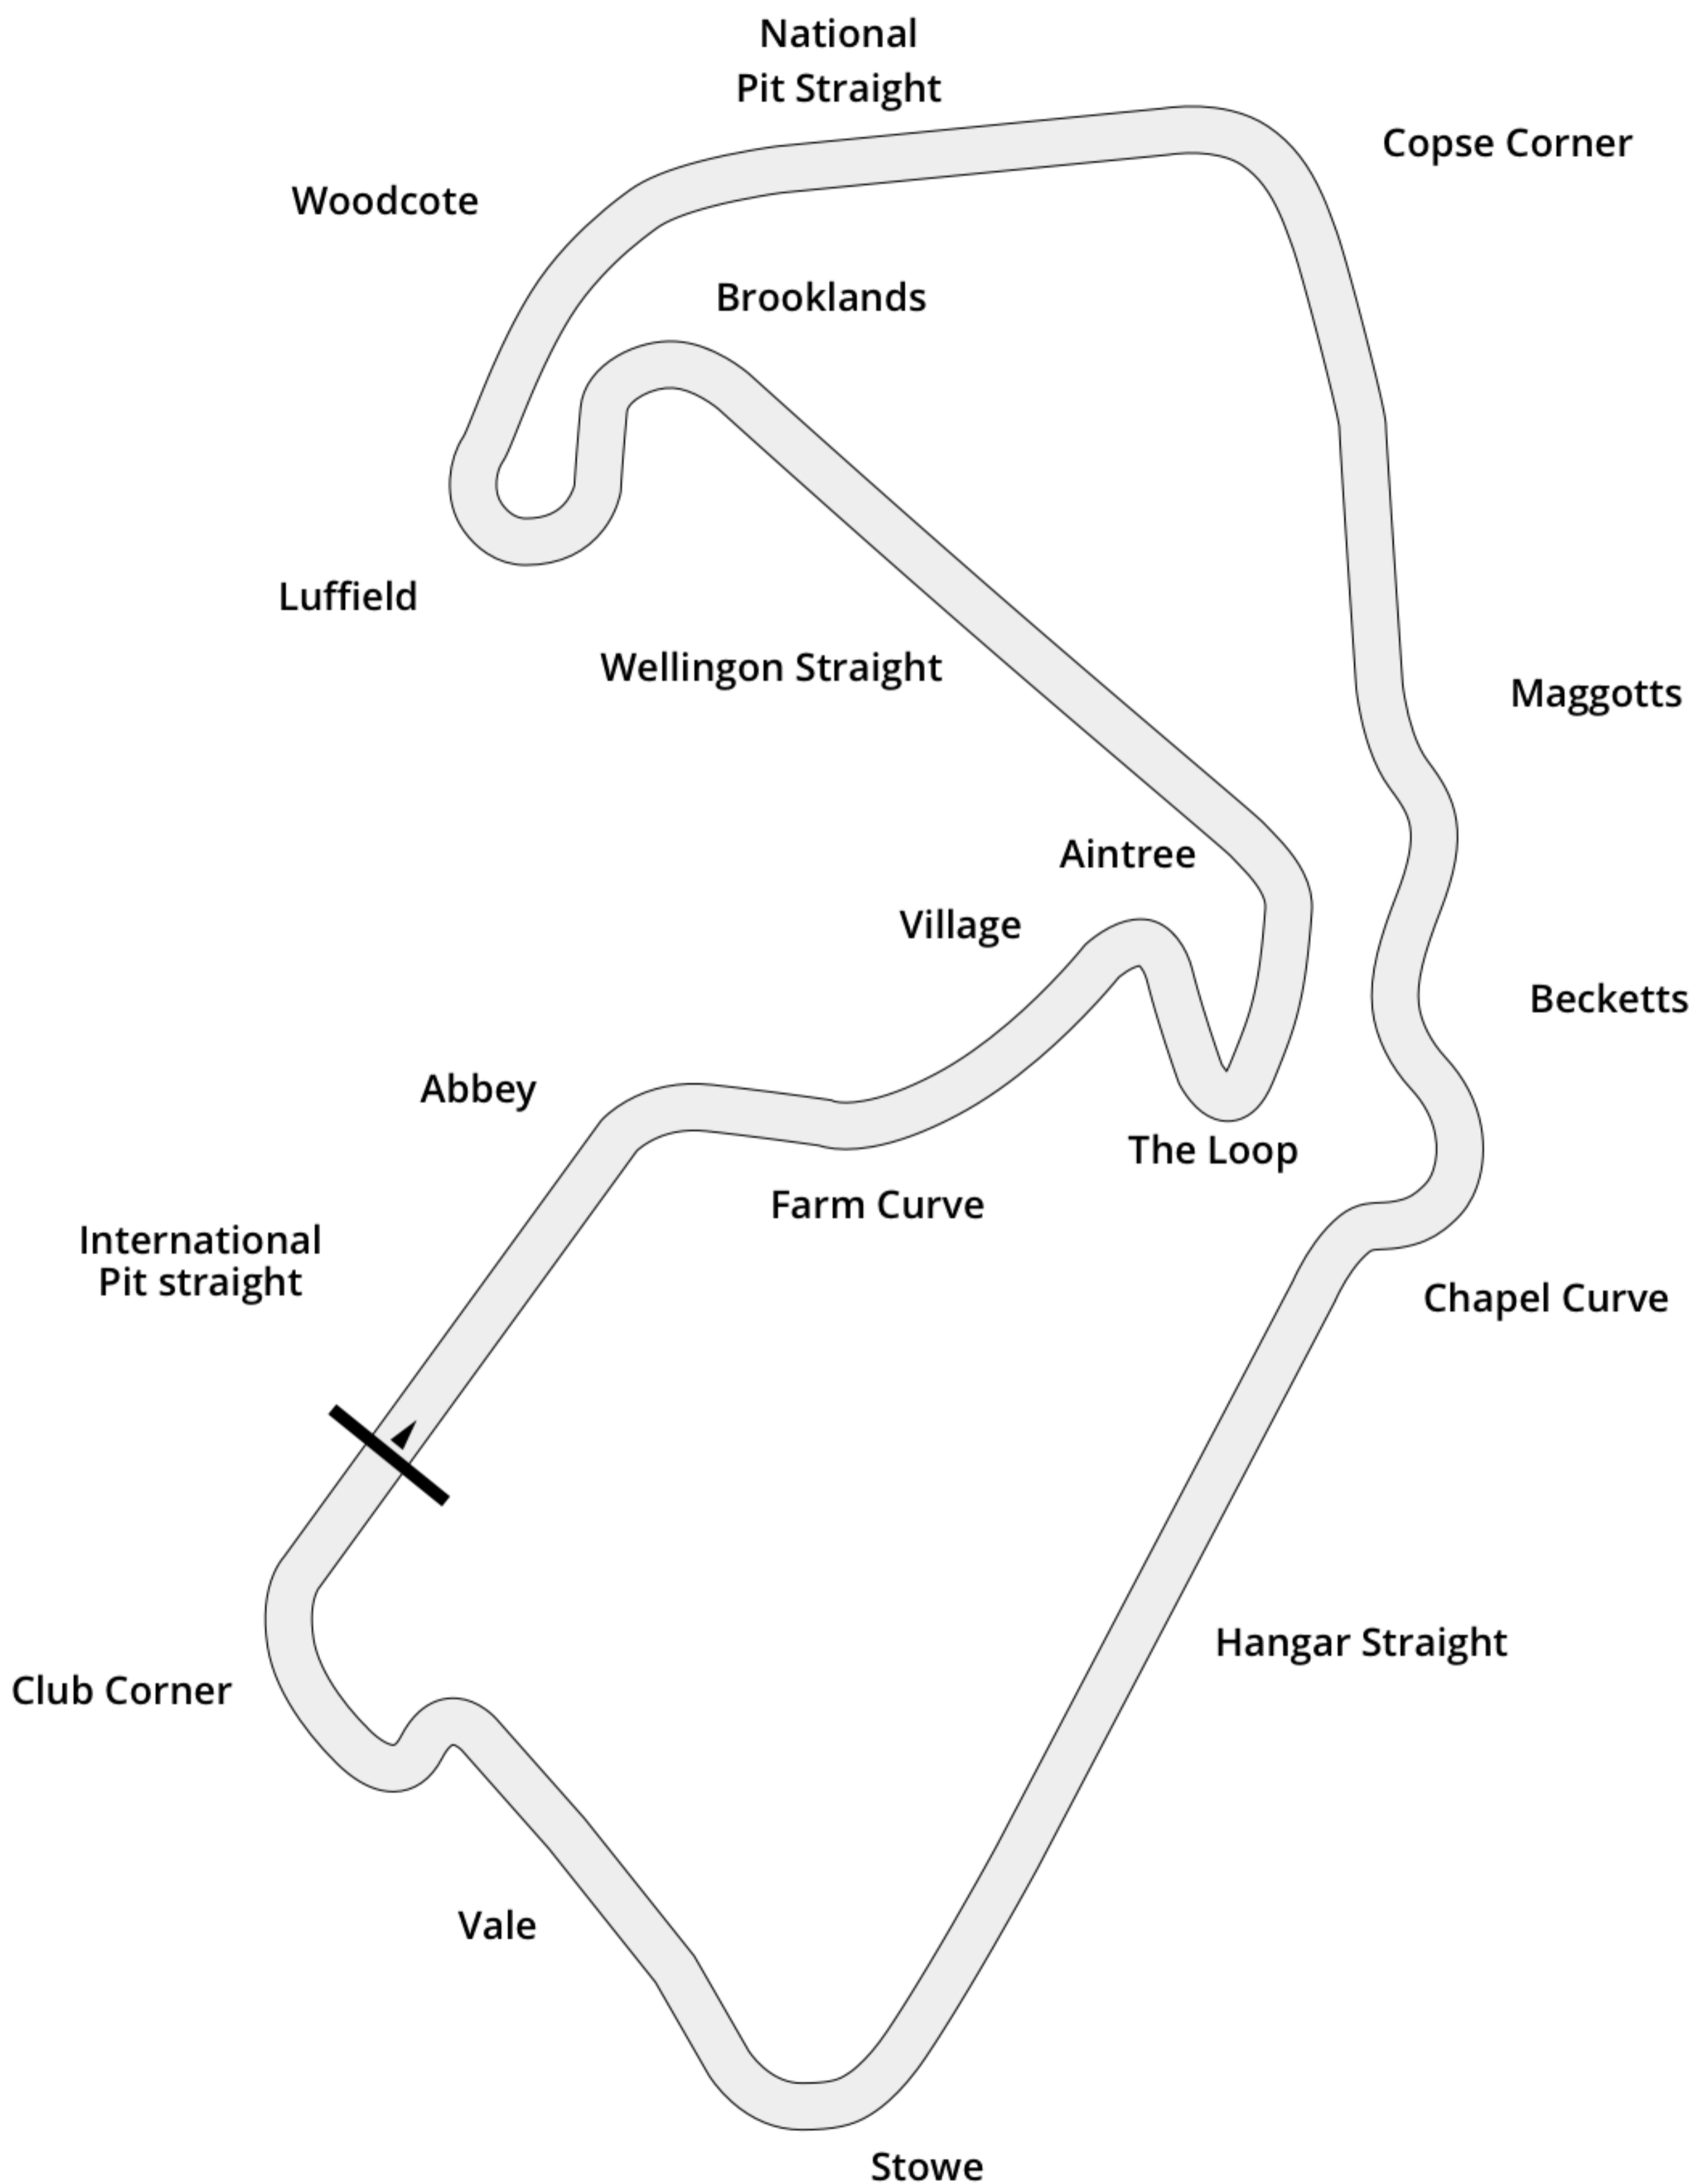 National
Pit Straight
Copse Corner
Woodcote
Brooklands
Luffield
Wellingon Straight
Maggotts
Aintree
Village
Becketts
Abbey
The Loop
Farm Curve
International
Pit straight
Chapel Curve
Hangar Straight
Club Corner
Vale
Stowe